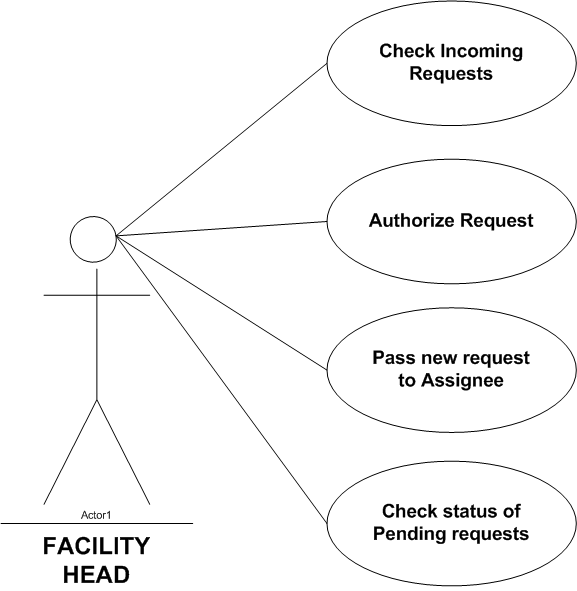 Check Incoming
Requests
Authorize Request
Pass new request
to Assignee
Check status of
Pending requests
Actor1
FACILITY
HEAD